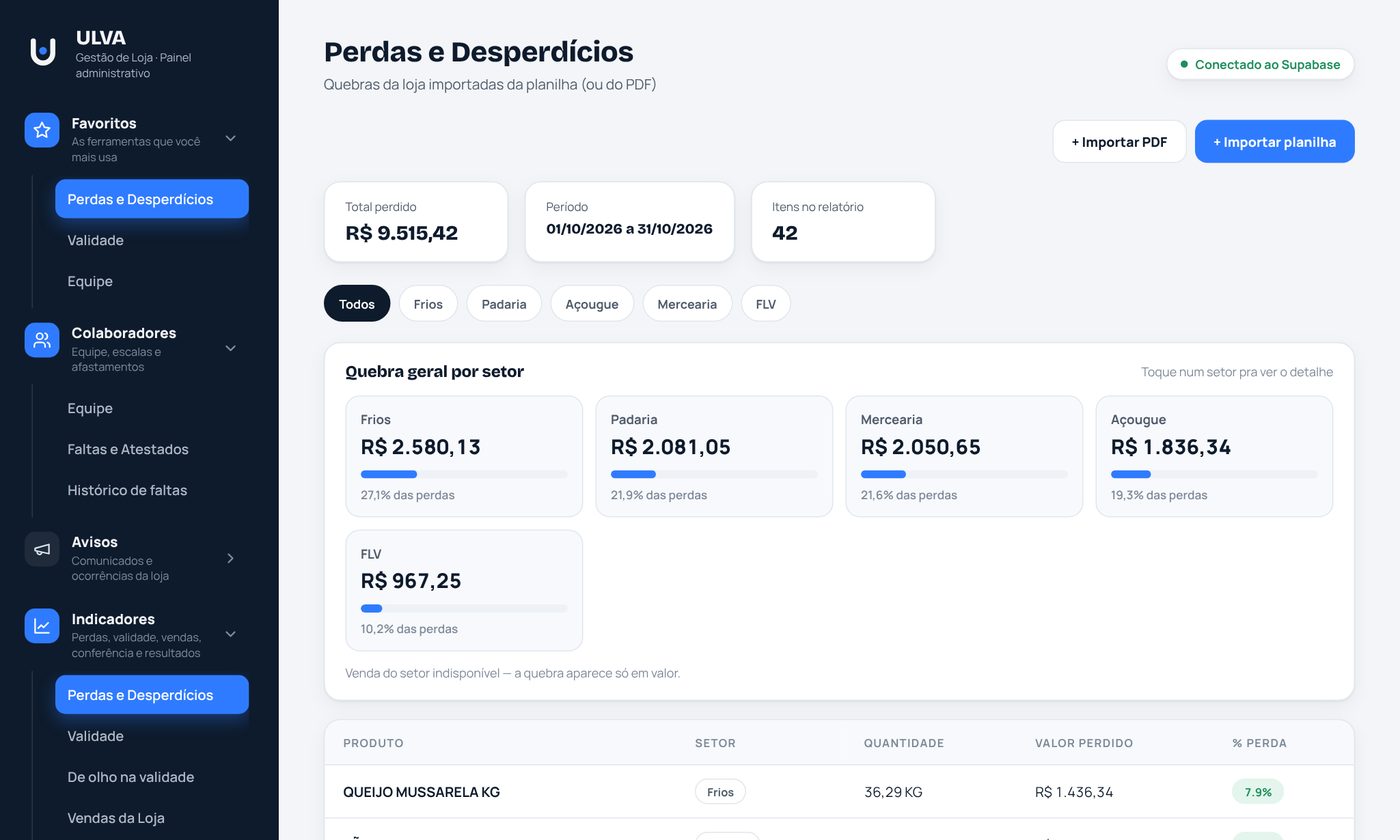 ULVA
Gestão de Loja · Painel
administrativo
Favoritos
As ferramentas que você
mais usa
Perdas e Desperdícios
Validade
Equipe
Colaboradores
Equipe, escalas e
afastamentos
Equipe
Faltas e Atestados
Histórico de faltas
Avisos
Comunicados e
ocorrências da loja
Indicadores
Perdas, validade, vendas,
conferência e resultados
Perdas e Desperdícios
Validade
De olho na validade
Vendas da Loja
Perdas e Desperdícios
Quebras da loja importadas da planilha (ou do PDF)
Conectado ao Supabase
+ Importar PDF
+ Importar planilha
Total perdido
R$ 9.515,42
Período
01/10/2026 a 31/10/2026
Itens no relatório
42
Todos
Frios
Padaria
Açougue
Mercearia
FLV
Quebra geral por setor
Toque num setor pra ver o detalhe
Frios
R$ 2.580,13
27,1% das perdas
Padaria
R$ 2.081,05
21,9% das perdas
Mercearia
R$ 2.050,65
21,6% das perdas
Açougue
R$ 1.836,34
19,3% das perdas
FLV
R$ 967,25
10,2% das perdas
Venda do setor indisponível — a quebra aparece só em valor.
PRODUTO SETOR QUANTIDADE VALOR PERDIDO % PERDA
QUEIJO MUSSARELA KG Frios 36,29 KG R$ 1.436,34 7.9%